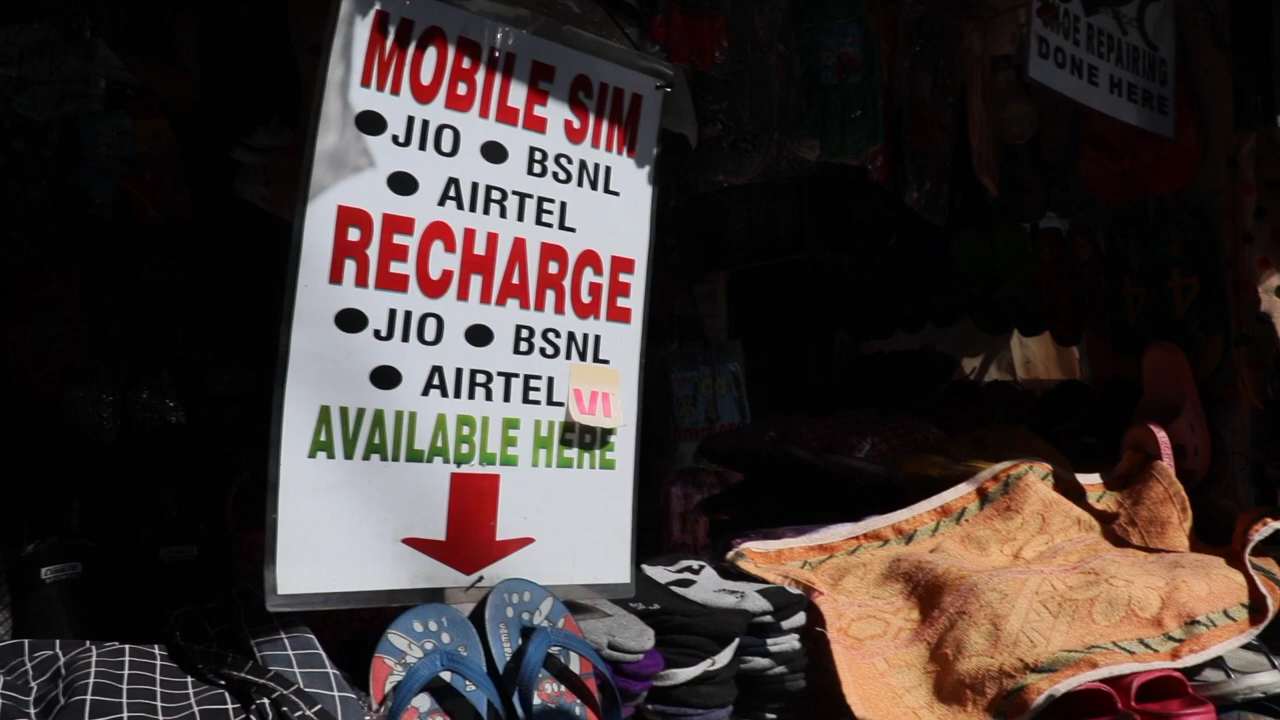 MOBILE SIM
● JIO ● BSNL
● AIRTEL
RECHARGE
● JIO ● BSNL
● AIRTEL VI
AVAILABLE HERE
SHOE REPAIRING
DONE HERE